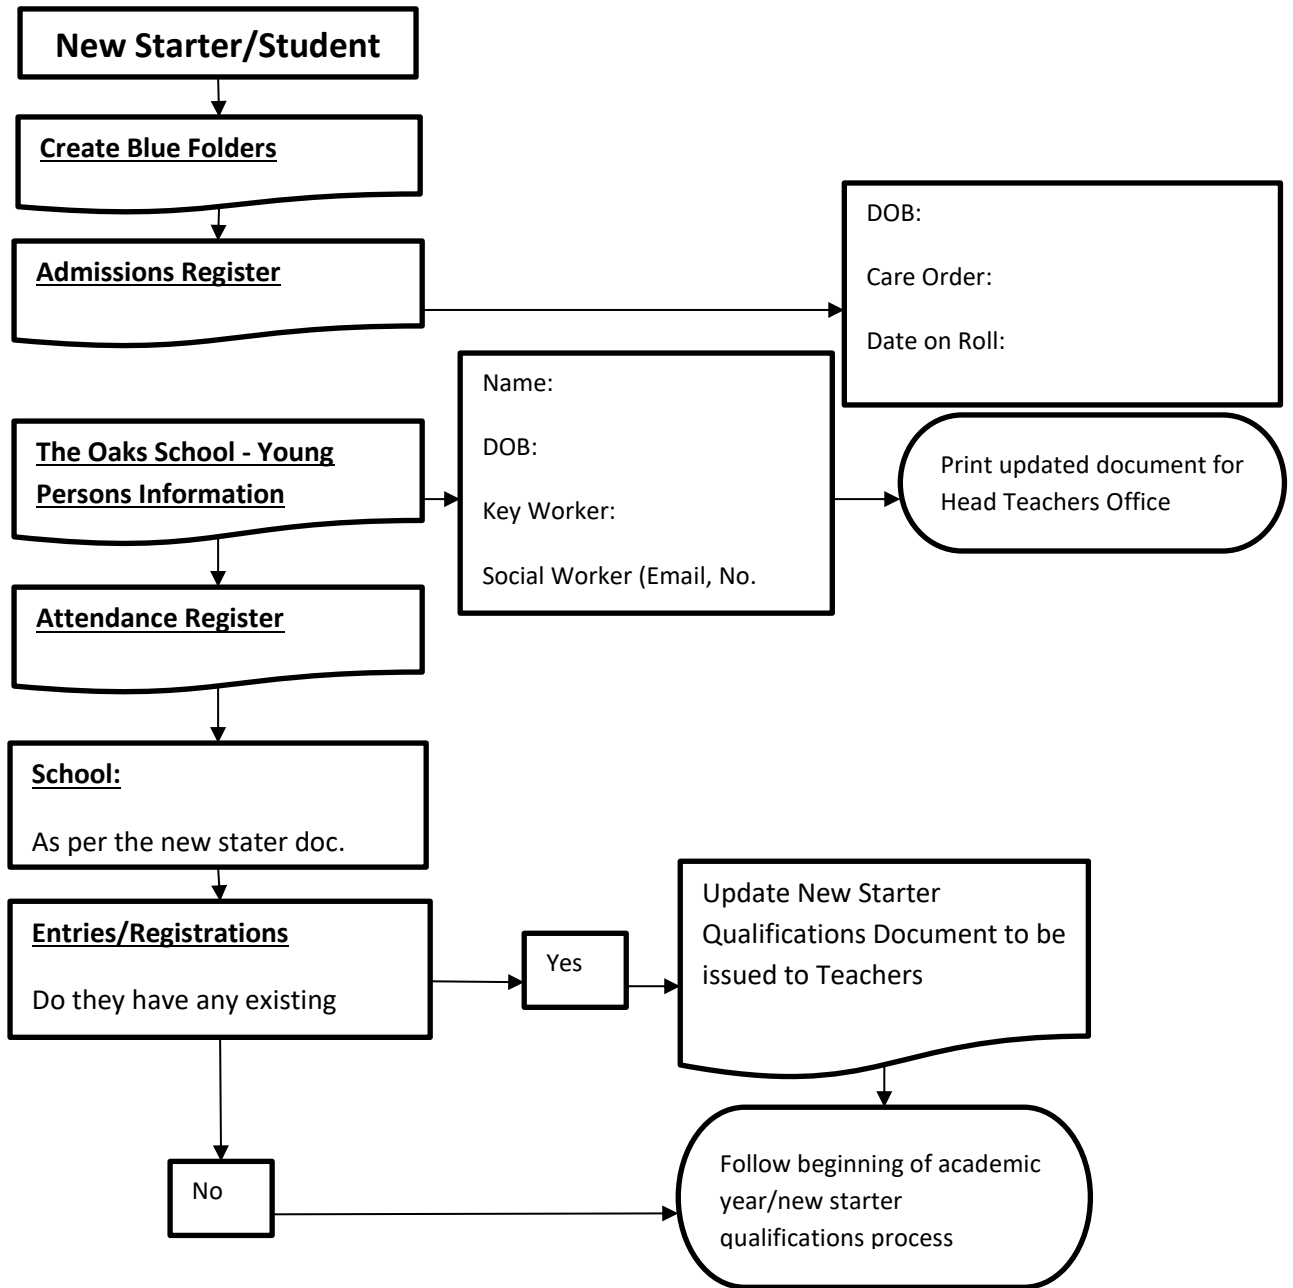 New Starter/Student
Create Blue Folders
Admissions Register
DOB:
Care Order:
Date on Roll:
The Oaks School - Young
Persons Information
Name:
DOB:
Key Worker:
Social Worker (Email, No.
Print updated document for
Head Teachers Office
Attendance Register
School:
As per the new stater doc.
Entries/Registrations
Do they have any existing
Yes
Update New Starter
Qualifications Document to be
issued to Teachers
No
Follow beginning of academic
year/new starter
qualifications process